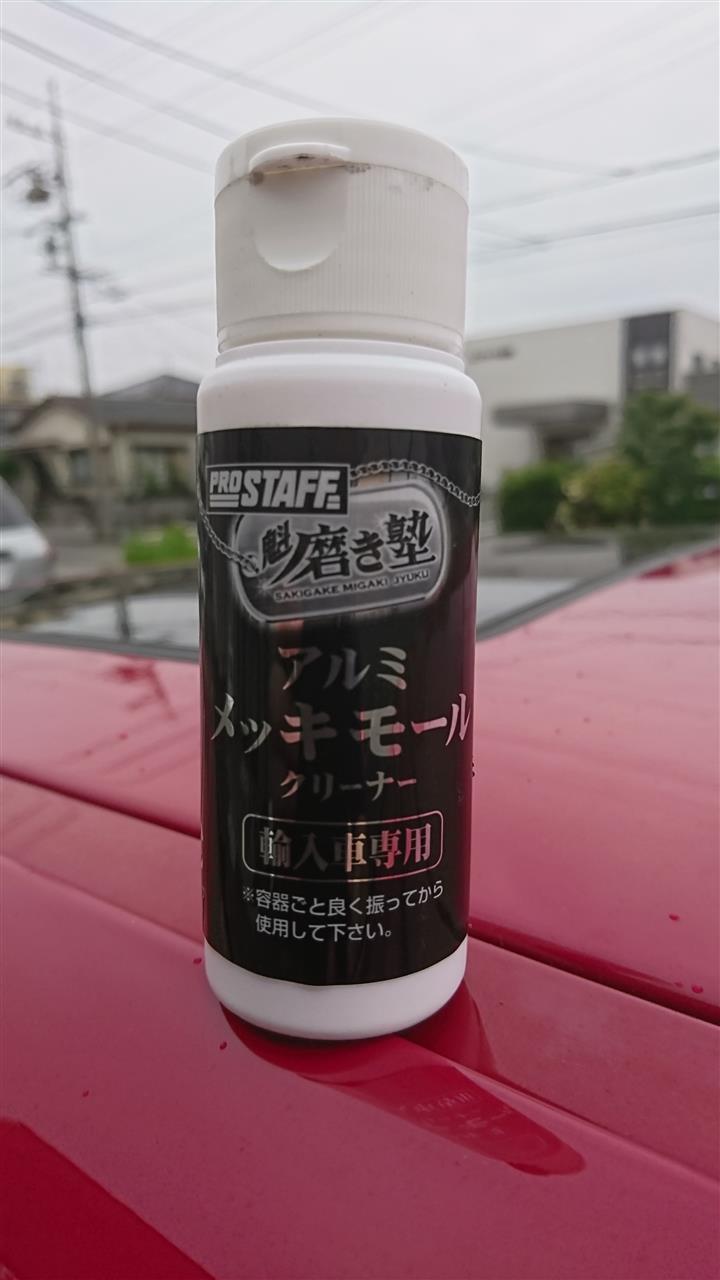 PROSTAFF
魁 磨き塾
SAKIGAKE MIGAKI JYUKU
アルミ
メッキモール
クリーナー
輸入車専用
※容器ごと良く振ってから
使用して下さい。